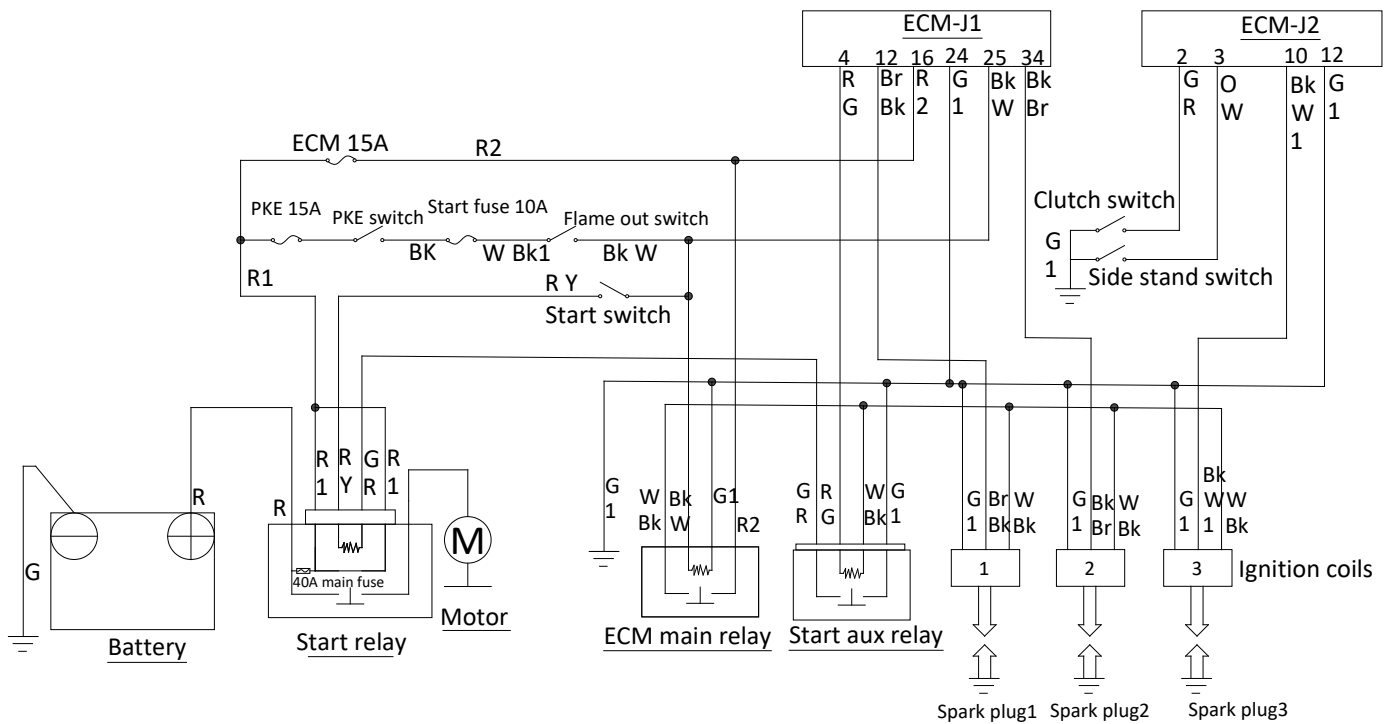 ECM-J1
ECM-J2
4 12 16 24 25 34
2 3 10 12
R Br R G Bk Bk
G Bk 2 1 W Br
G O Bk G
R W W 1
1
ECM 15A
R2
PKE 15A
PKE switch
Start fuse 10A
Flame out switch
BK
W Bk1
Bk W
R1
R Y
Start switch
Clutch switch
G
1
Side stand switch
R
G
R R G R
1 Y R 1
R
40A main fuse
M
Battery
Start relay
Motor
G
1
W Bk G1
Bk W R2
ECM main relay
G R W G
R G Bk 1
Start aux relay
G Br W
1 Bk Bk
G Bk W
1 Br Bk
Bk
G W W
1 1 Bk
1
2
3
Ignition coils
Spark plug1
Spark plug2
Spark plug3